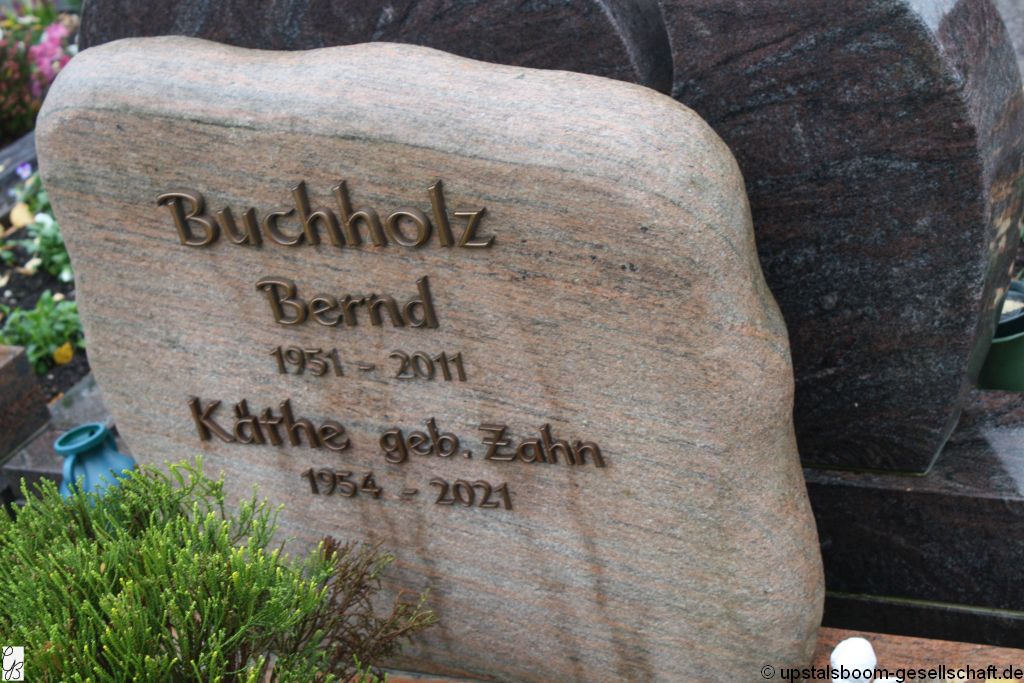 Buchholz
Bernd
1951 - 2011
Käthe geb. Zahn
1954 - 2021
© upstalsboom-gesellschaft.de